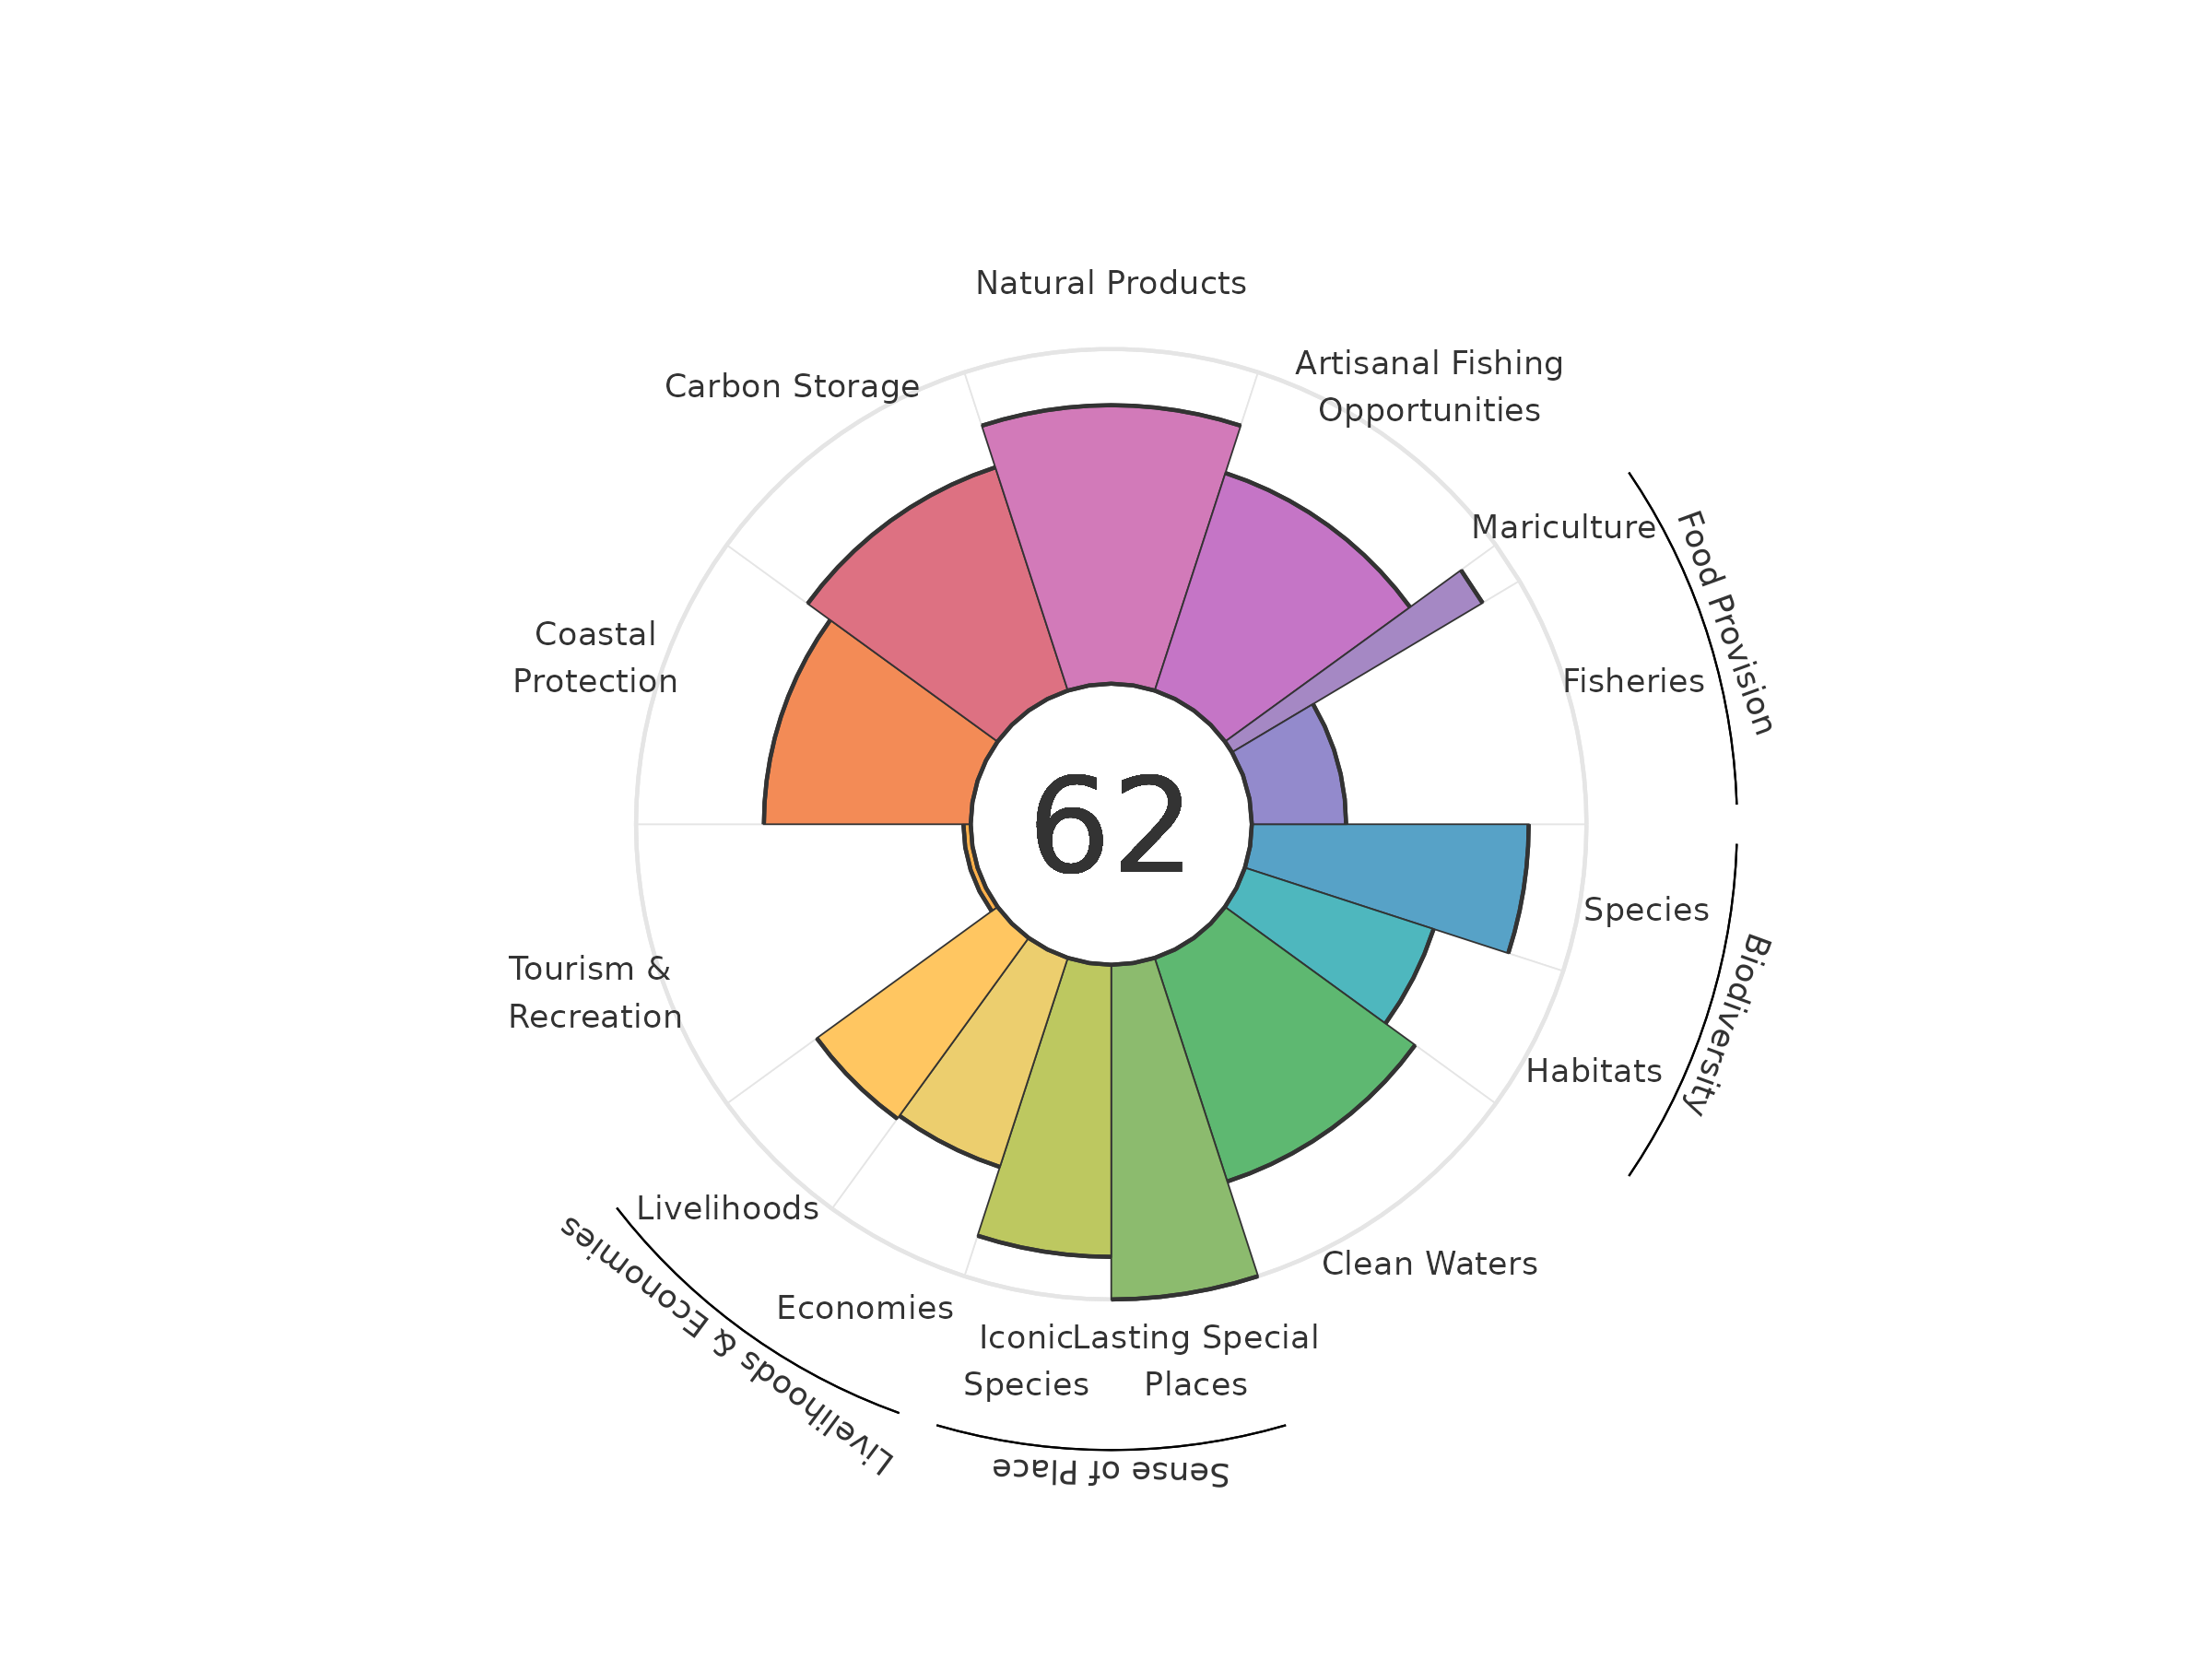 Natural Products
Artisanal Fishing
Opportunities
Carbon Storage
Mariculture
Food Provision
Coastal
Protection
Fisheries
62
Species
Biodiversity
Tourism &
Recreation
Habitats
Livelihoods
Clean Waters
Livelihoods & Economies
Economies
Iconic
Species
Lasting Special
Places
Sense of Place